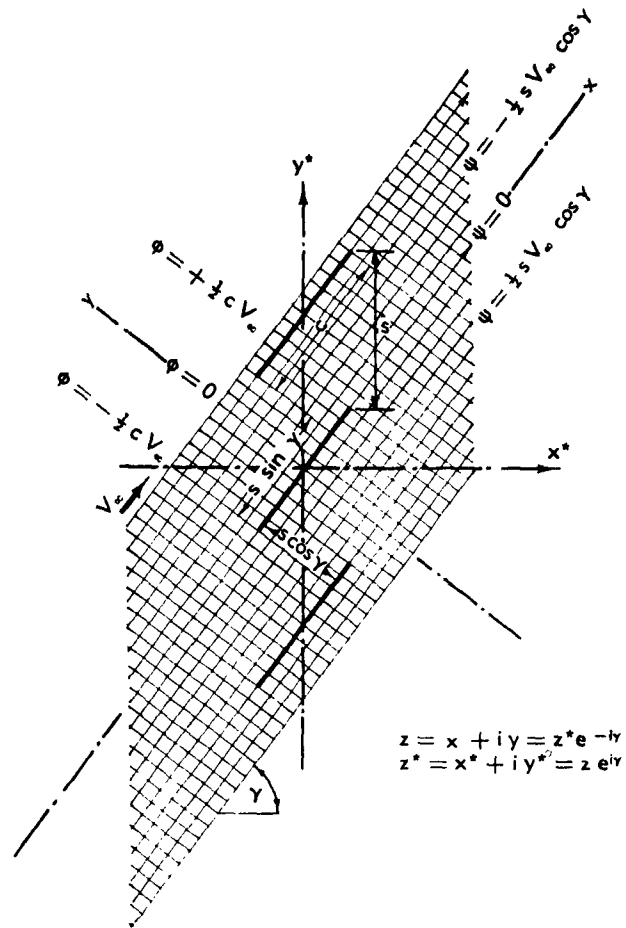 ψ = − ½ s V∞ cos γ
x
ψ = 0
ψ = ½ s V∞ cos γ
y*
φ = + ½ c V∞
y
φ = 0
φ = − ½ c V∞
c
s
x*
V∞
s sin γ
s cos γ
z = x + i y = z* e −iγ
z* = x* + i y* = z e iγ
γ